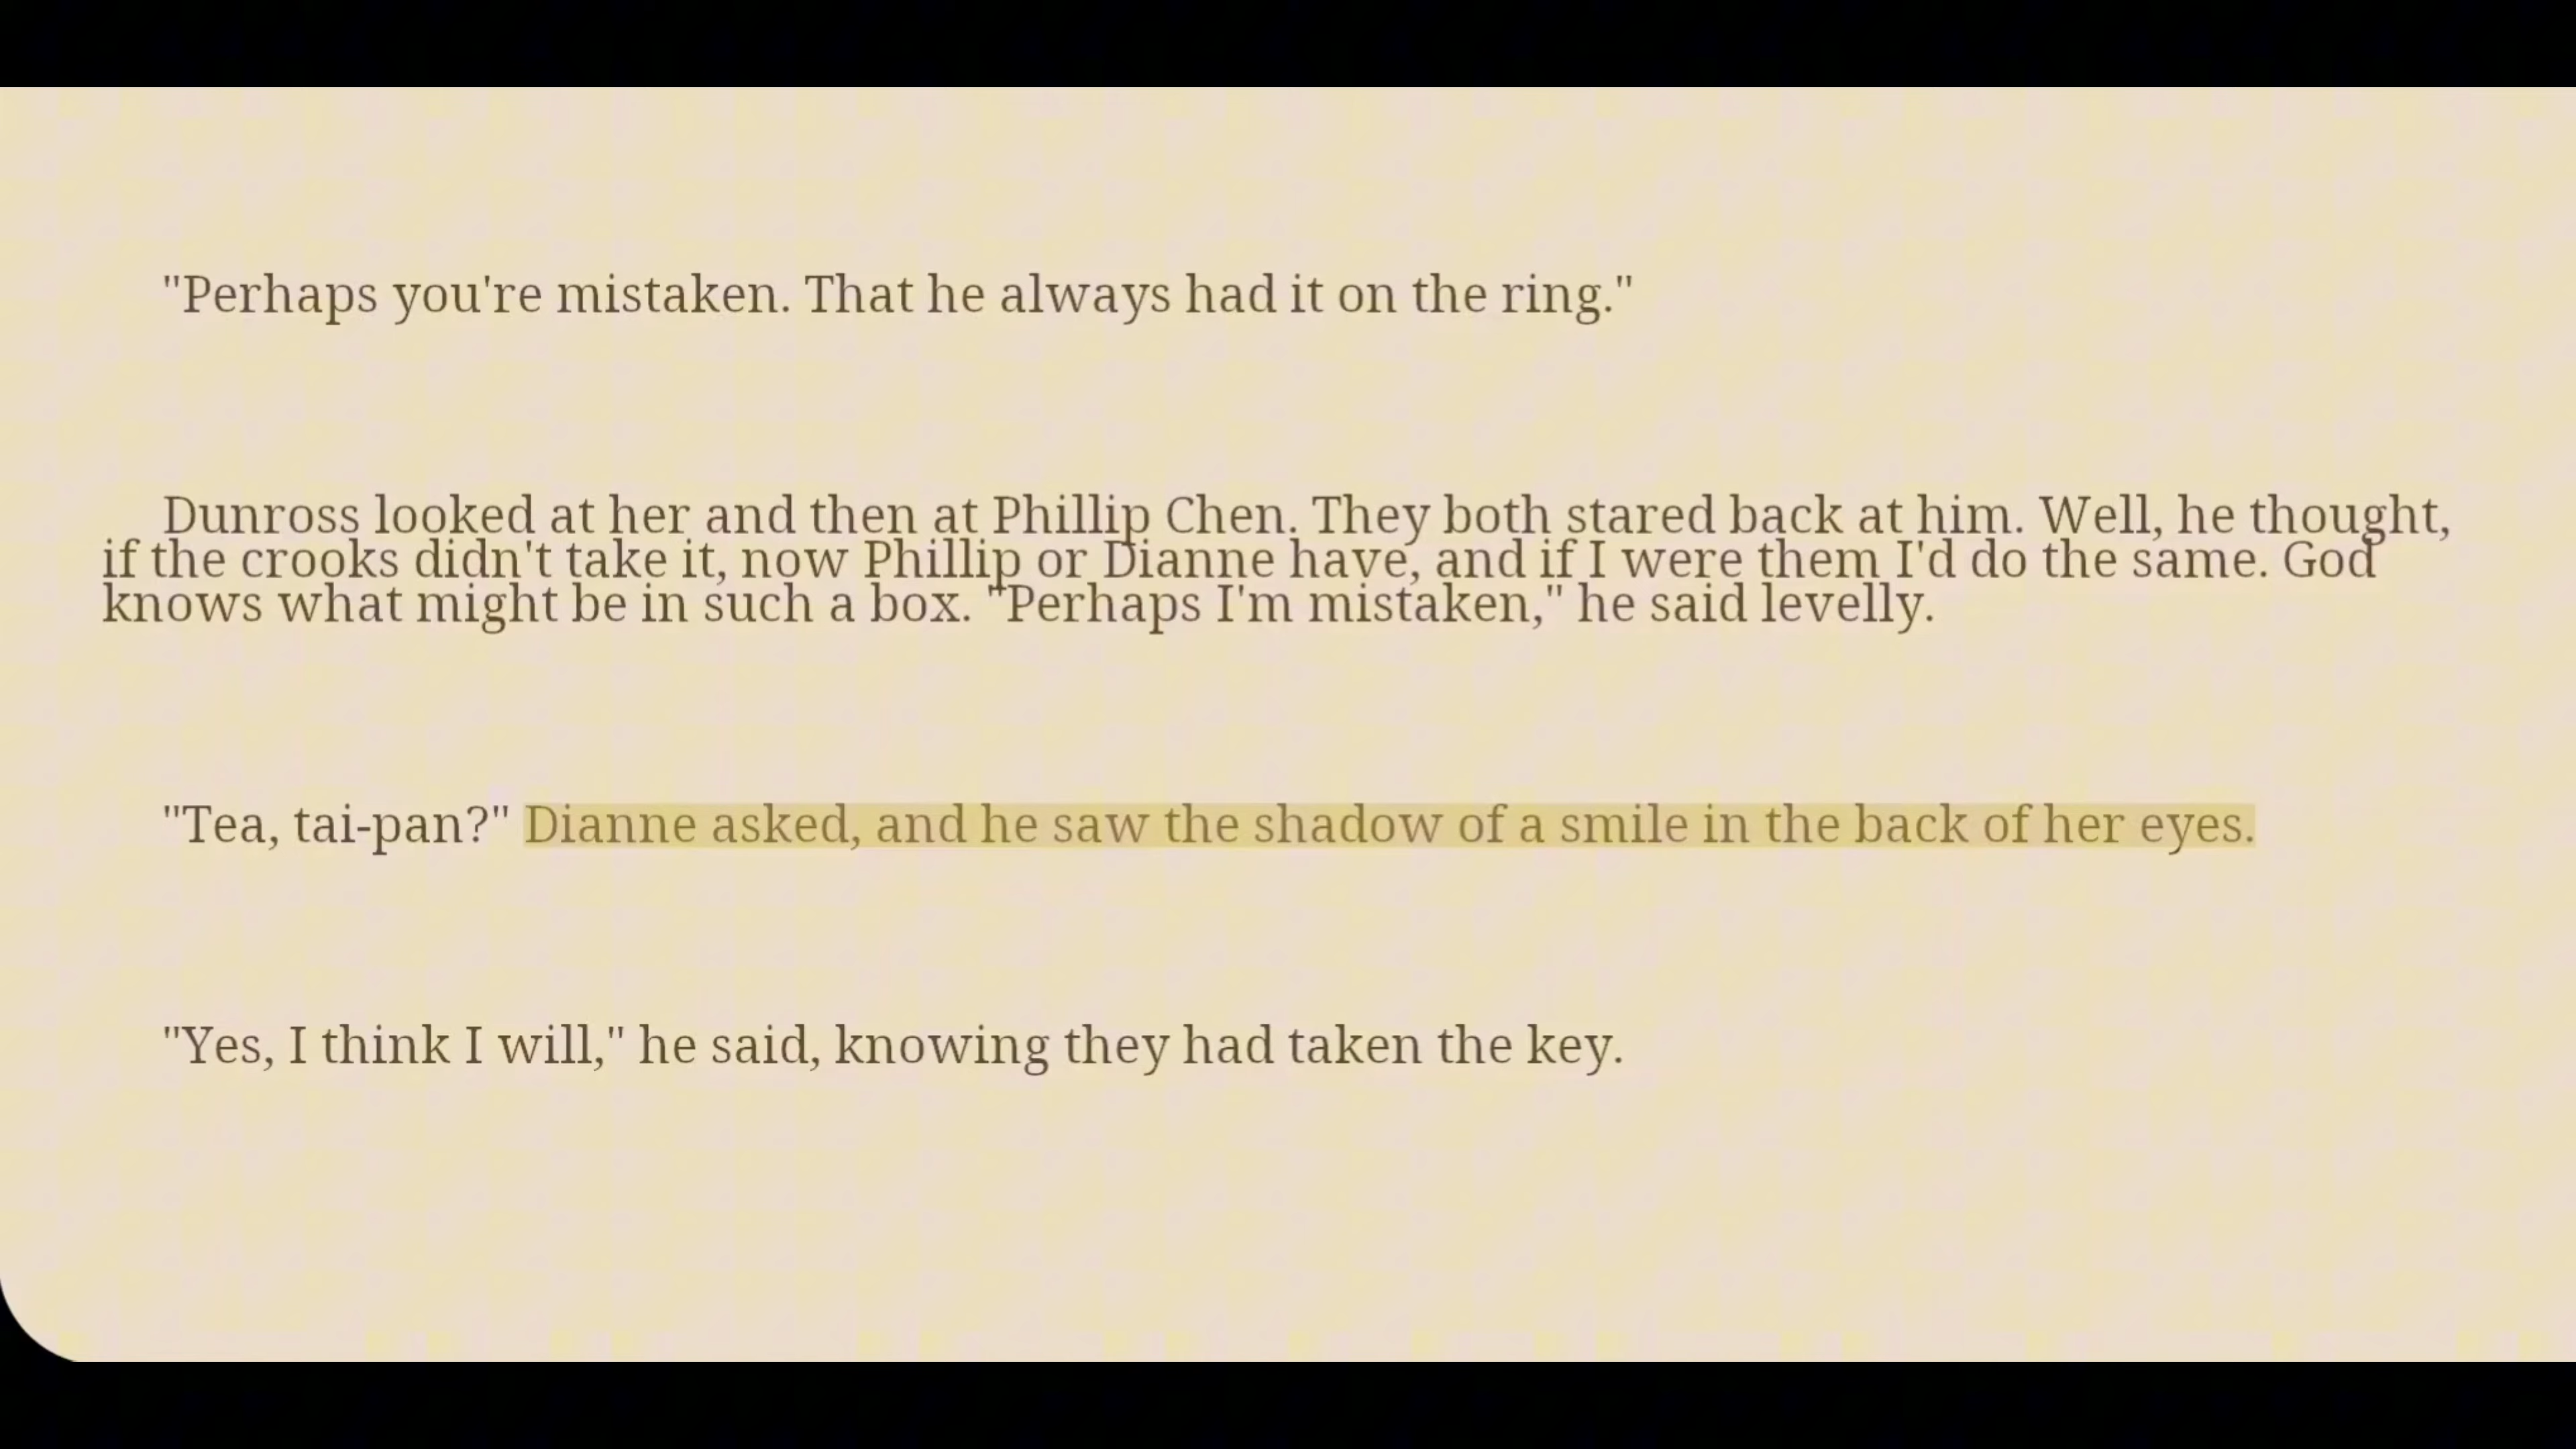 "Perhaps you're mistaken. That he always had it on the ring."
Dunross looked at her and then at Phillip Chen. They both stared back at him. Well, he thought,
if the crooks didn't take it, now Phillip or Dianne have, and if I were them I'd do the same. God
knows what might be in such a box. "Perhaps I'm mistaken," he said levelly.
"Tea, tai-pan?" Dianne asked, and he saw the shadow of a smile in the back of her eyes.
"Yes, I think I will," he said, knowing they had taken the key.